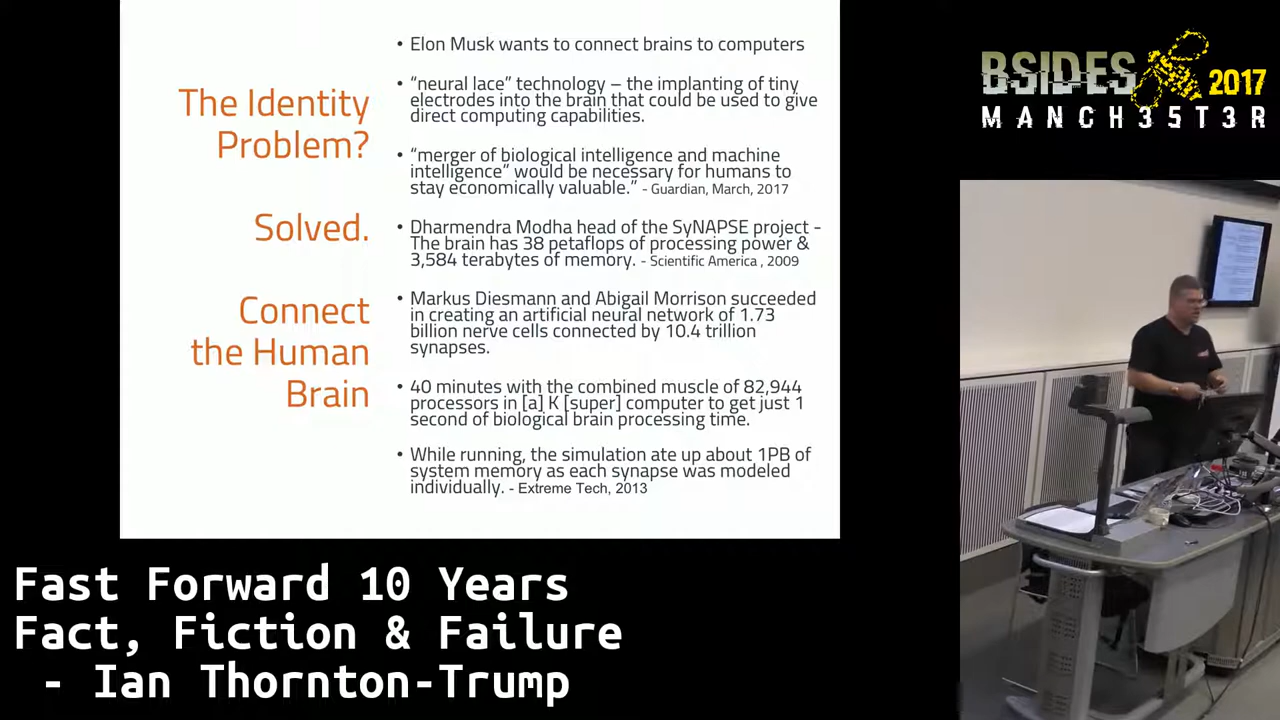 The Identity
Problem?
Solved.
Connect
the Human
Brain
• Elon Musk wants to connect brains to computers
• “neural lace” technology – the implanting of tiny
electrodes into the brain that could be used to give
direct computing capabilities.
• “merger of biological intelligence and machine
intelligence” would be necessary for humans to
stay economically valuable.” - Guardian, March, 2017
• Dharmendra Modha head of the SyNAPSE project -
The brain has 38 petaflops of processing power &
3,584 terabytes of memory. - Scientific America , 2009
• Markus Diesmann and Abigail Morrison succeeded
in creating an artificial neural network of 1.73
billion nerve cells connected by 10.4 trillion
synapses.
• 40 minutes with the combined muscle of 82,944
processors in [a] K [super] computer to get just 1
second of biological brain processing time.
• While running, the simulation ate up about 1PB of
system memory as each synapse was modeled
individually. - Extreme Tech, 2013
BSIDES 2017
MANCH35T3R
Fast Forward 10 Years
Fact, Fiction & Failure
- Ian Thornton-Trump